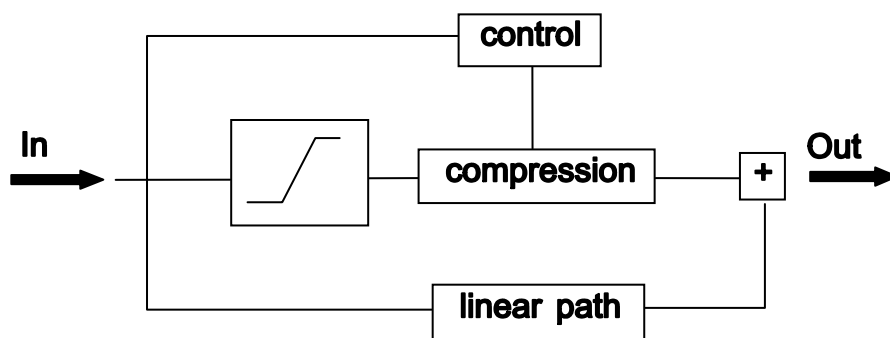 control
In
compression
+
Out
linear path